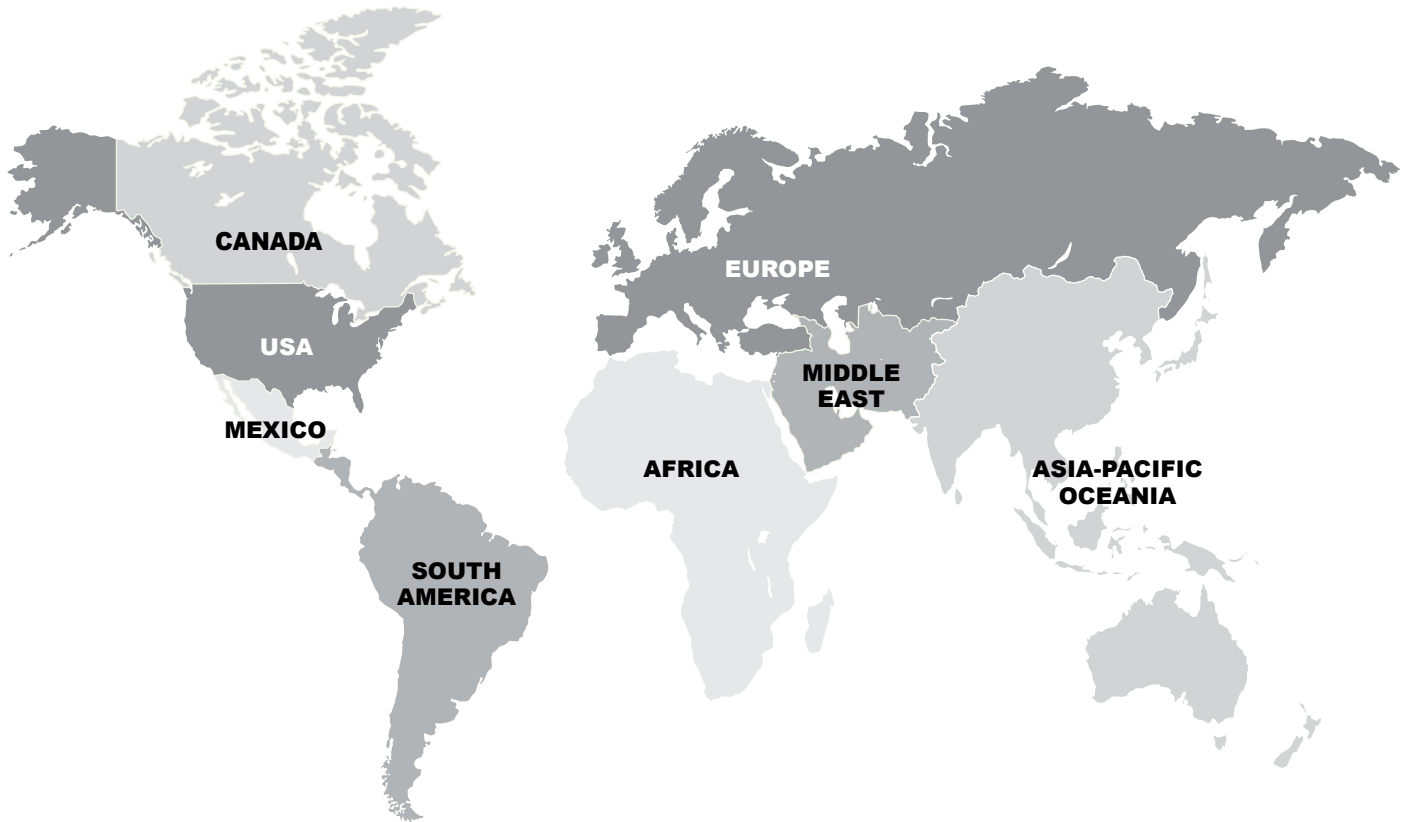 CANADA
EUROPE
USA
MIDDLE
EAST
MEXICO
AFRICA
ASIA-PACIFIC
OCEANIA
SOUTH
AMERICA